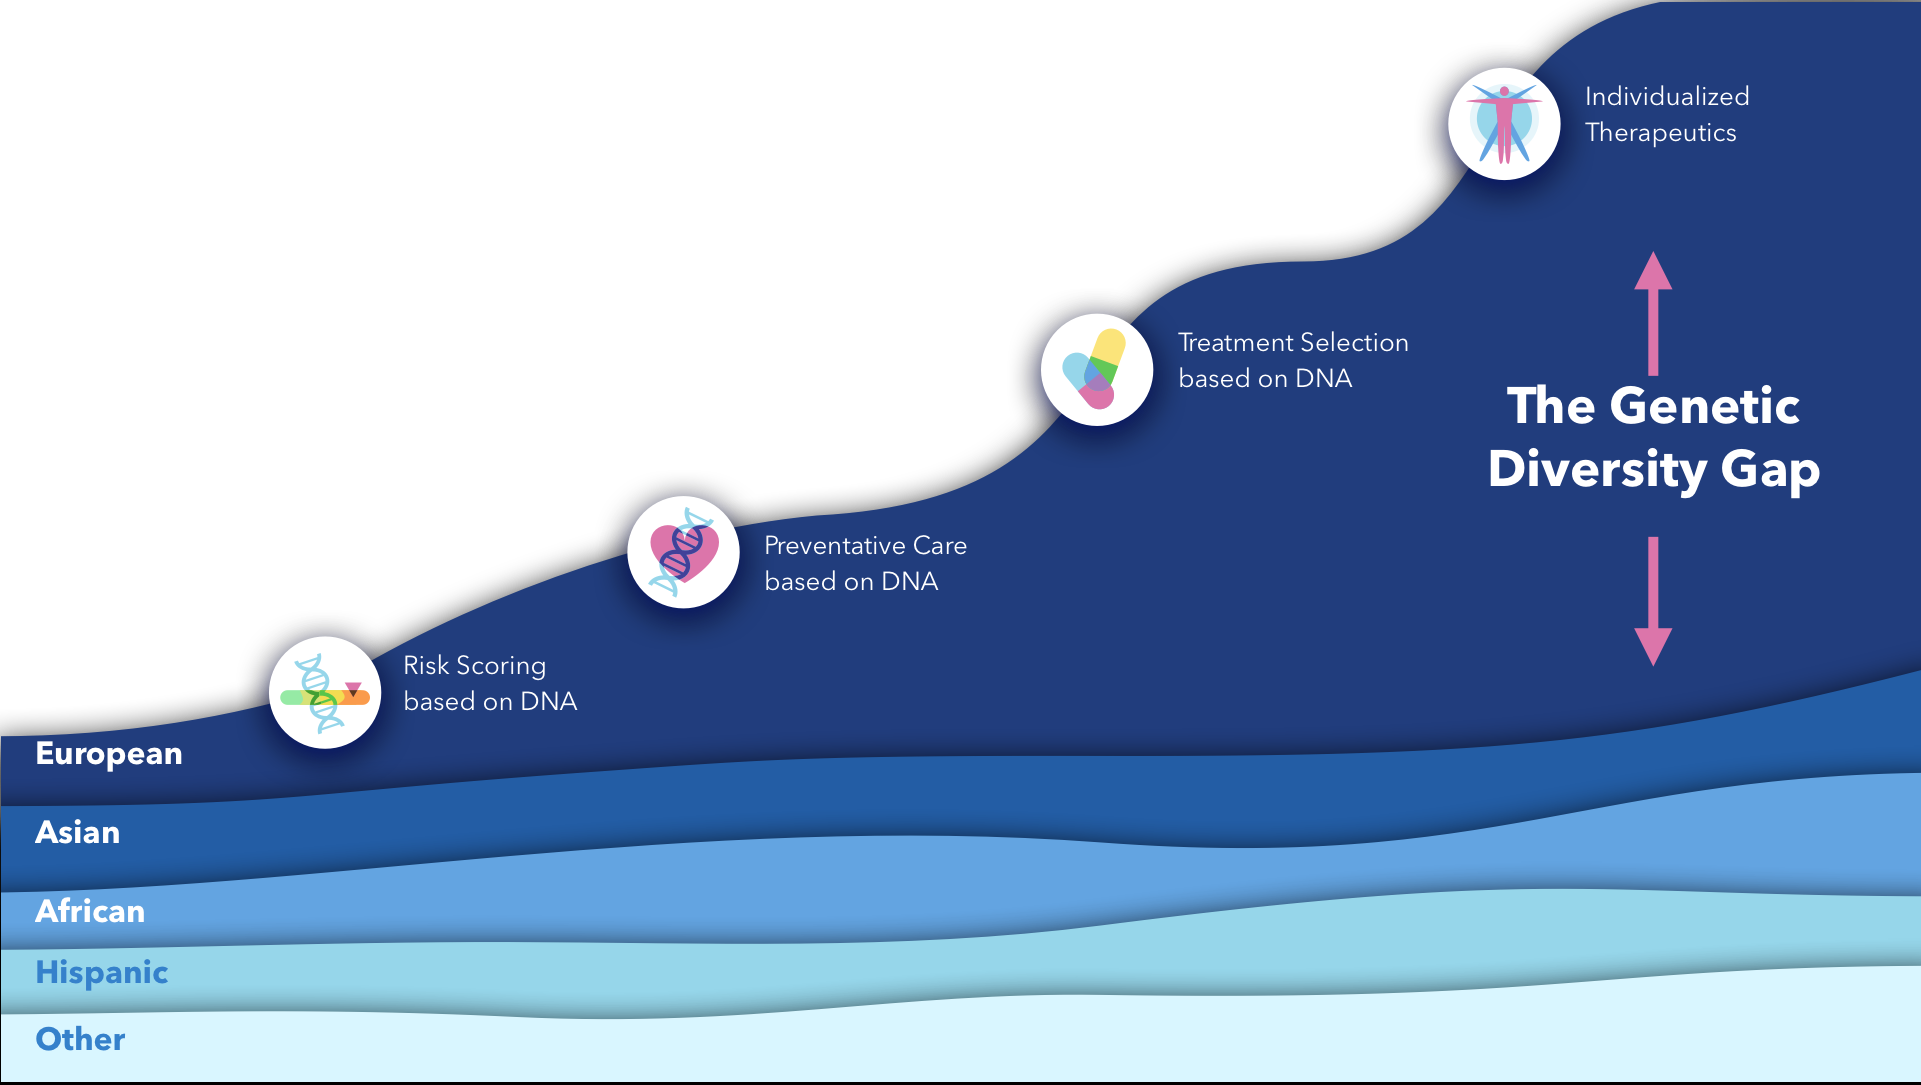 Individualized
Therapeutics
Treatment Selection
based on DNA
The Genetic
Diversity Gap
Preventative Care
based on DNA
Risk Scoring
based on DNA
European
Asian
African
Hispanic
Other